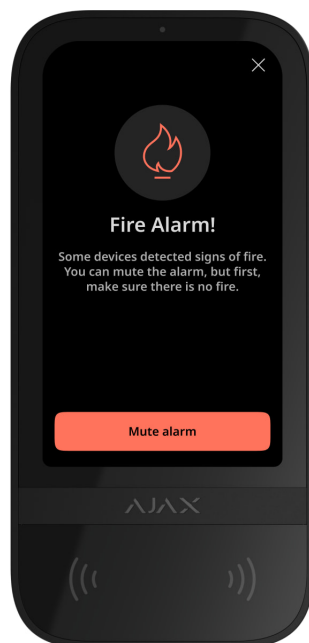 Fire Alarm!
Some devices detected signs of fire.
You can mute the alarm, but first,
make sure there is no fire.
Mute alarm
AJAX